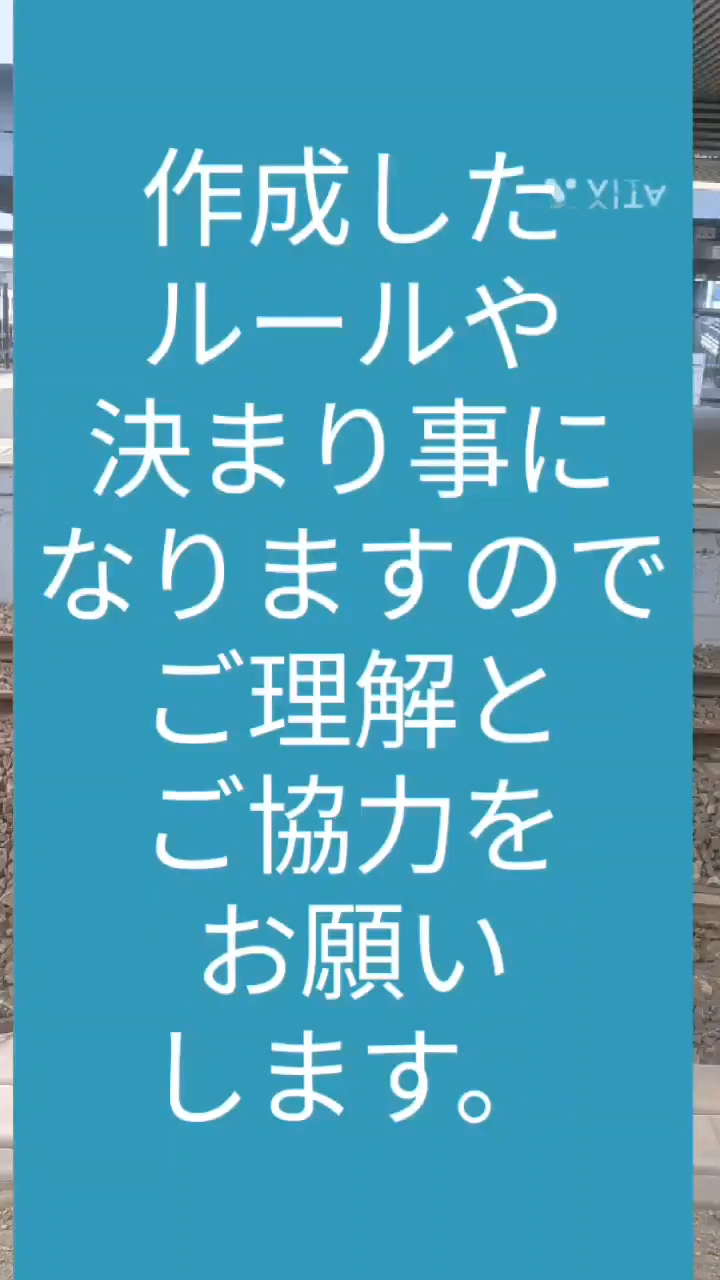 作成した
ルールや
決まり事に
なりますので
ご理解と
ご協力を
お願い
します。